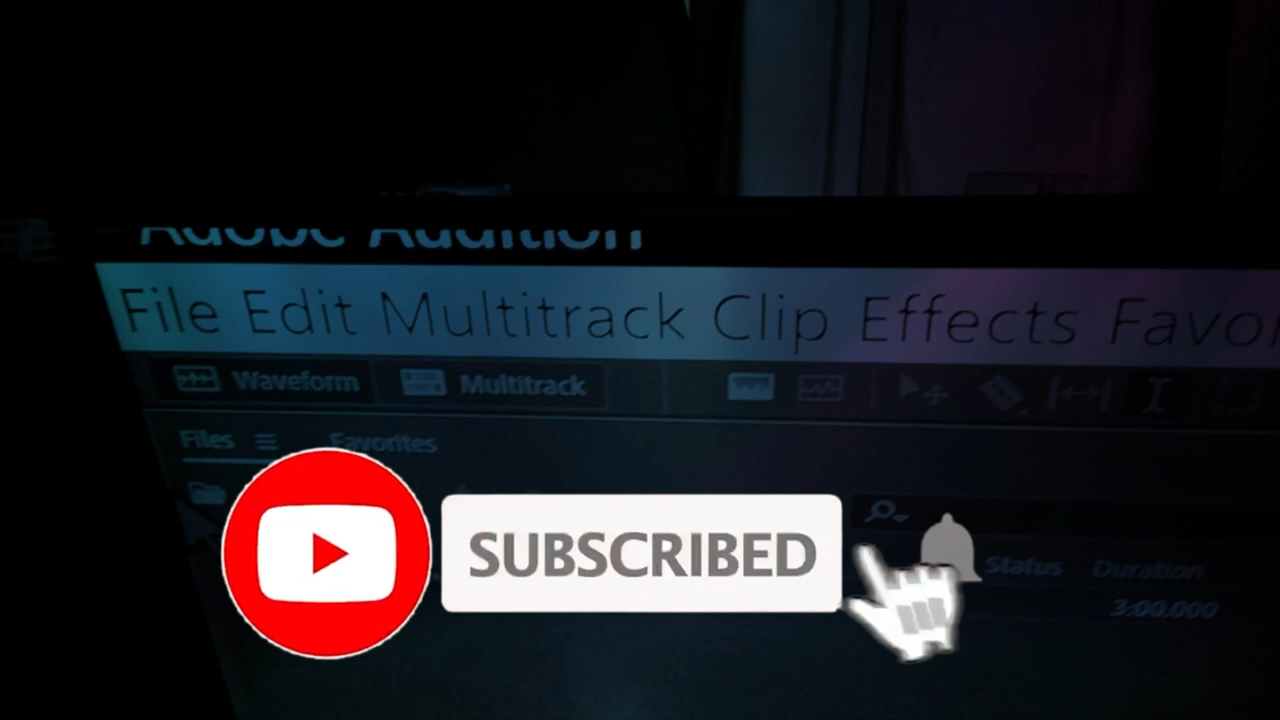 Adobe Audition
File Edit Multitrack Clip Effects Favor
Waveform Multitrack
Files Favorites
SUBSCRIBED
Status Duration
3:00.000